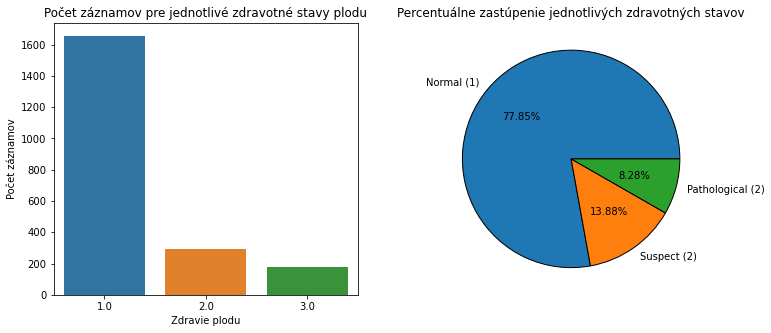 Počet záznamov pre jednotlivé zdravotné stavy plodu
Počet záznamov
1600
1400
1200
1000
800
600
400
200
0
1.0 2.0 3.0
Zdravie plodu
Percentuálne zastúpenie jednotlivých zdravotných stavov
Normal (1)
77.85%
8.28%
Pathological (2)
13.88%
Suspect (2)